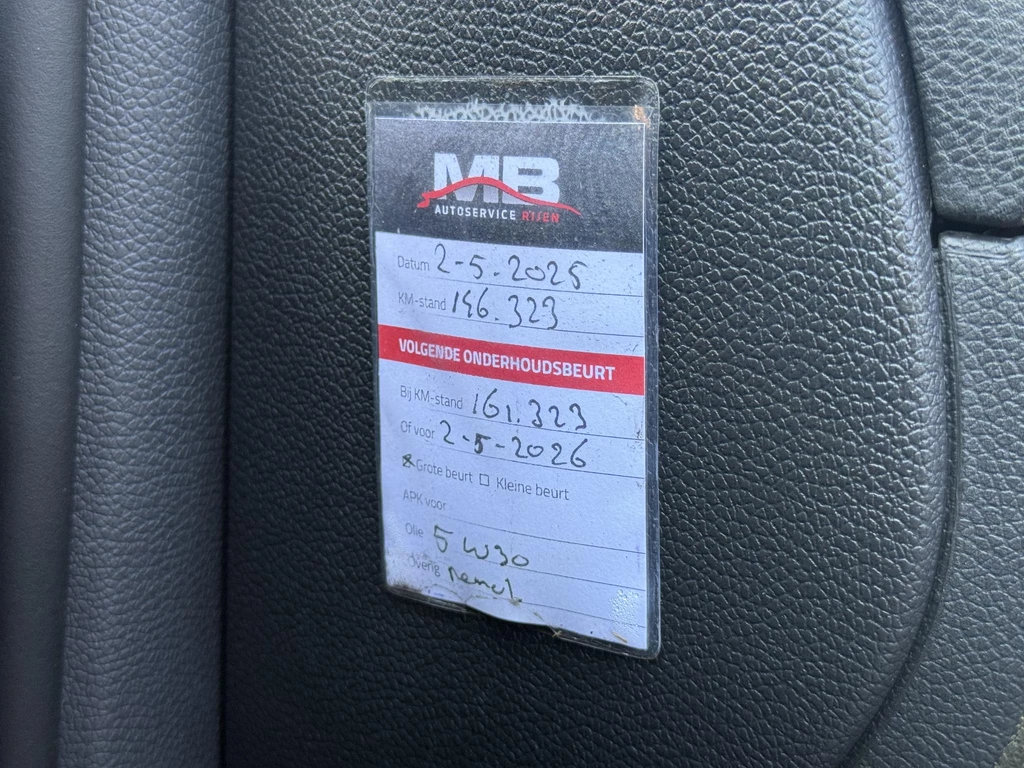 MB
AUTOSERVICE RIJEN
Datum 2-5-2025
KM-stand 146.323
VOLGENDE ONDERHOUDSBEURT
Bij KM-stand 161.323
Of voor 2-5-2026
Grote beurt Kleine beurt
APK voor
Olie 5W30
Overig